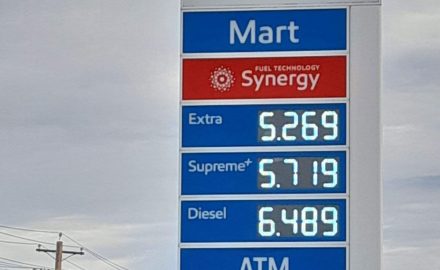 Mart
FUEL TECHNOLOGY
Synergy
Extra 5.269
Supreme+ 5.719
Diesel 6.489
ATM